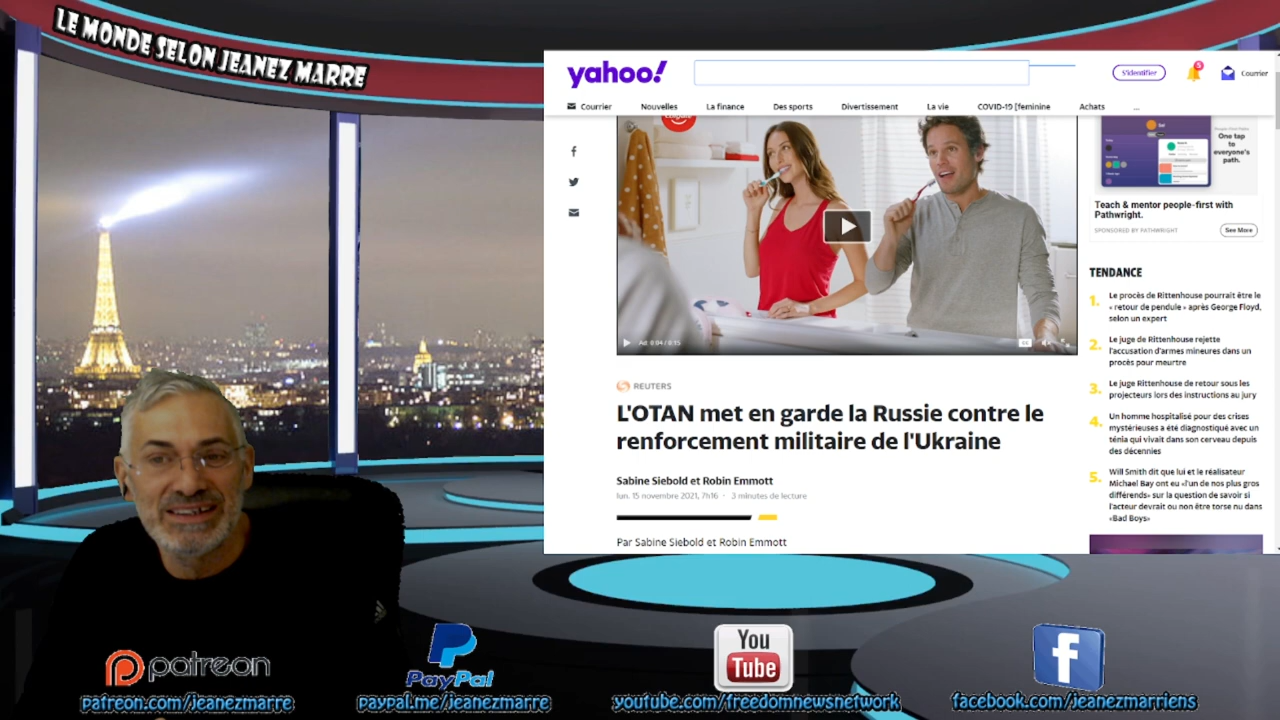 LE MONDE SELON JEANEZ MARRE
yahoo!
S'identifier
5
Courrier
Courrier
Nouvelles
La finance
Des sports
Divertissement
La vie
COVID-19 [feminine
Achats
...
One tap
to
everyone's
path.
Teach & mentor people-first with
Pathwright.
SPONSORED BY PATHWRIGHT
See More
Ad: 0:04 / 0:15
CC
TENDANCE
1. Le procès de Rittenhouse pourrait être le
« retour de pendule » après George Floyd,
selon un expert
2. Le juge de Rittenhouse rejette
l'accusation d'armes mineures dans un
procès pour meurtre
3. Le juge Rittenhouse de retour sous les
projecteurs lors des instructions au jury
4. Un homme hospitalisé pour des crises
mystérieuses a été diagnostiqué avec un
ténia qui vivait dans son cerveau depuis
des décennies
5. Will Smith dit que lui et le réalisateur
Michael Bay ont eu «l'un de nos plus gros
différends» sur la question de savoir si
l'acteur devrait ou non être torse nu dans
«Bad Boys»
REUTERS
L'OTAN met en garde la Russie contre le
renforcement militaire de l'Ukraine
Sabine Siebold et Robin Emmott
lun. 15 novembre 2021, 7h16 · 3 minutes de lecture
Par Sabine Siebold et Robin Emmott
patreon
patreon.com/jeanezmarre
PayPal
paypal.me/jeanezmarre
You
Tube
youtube.com/freedomnewsnetwork
f
facebook.com/jeanezmarriens